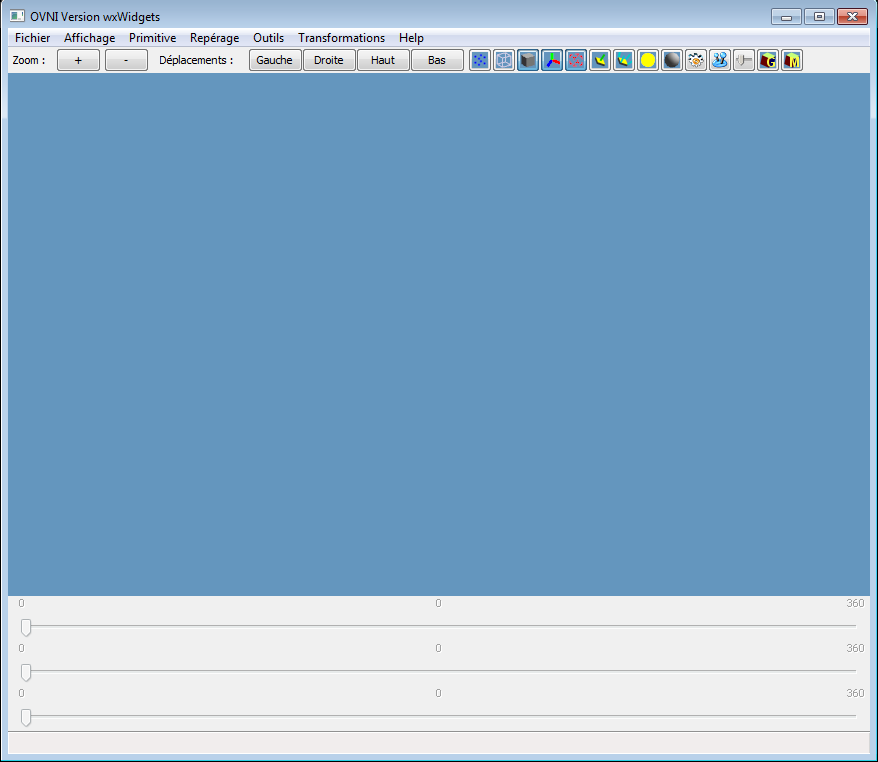 OVNI Version wxWidgets
Fichier Affichage Primitive Repérage Outils Transformations Help
Zoom : + - Déplacements : Gauche Droite Haut Bas G M
0 0 360
0 0 360
0 0 360